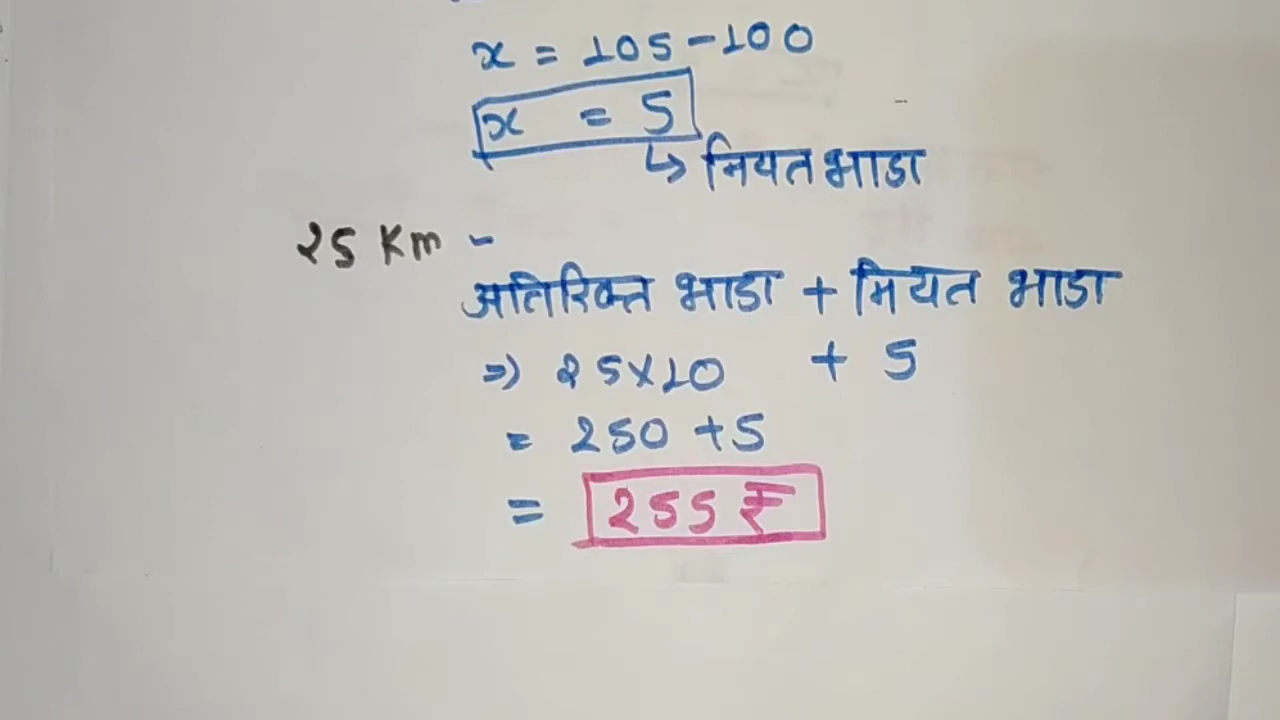 x = 105-100
x = 5
↳ नियत भाडा
25 Km -
अतिरिक्त भाडा + नियत भाडा
⇒ 25×10 + 5
= 250 +5
= 255 ₹